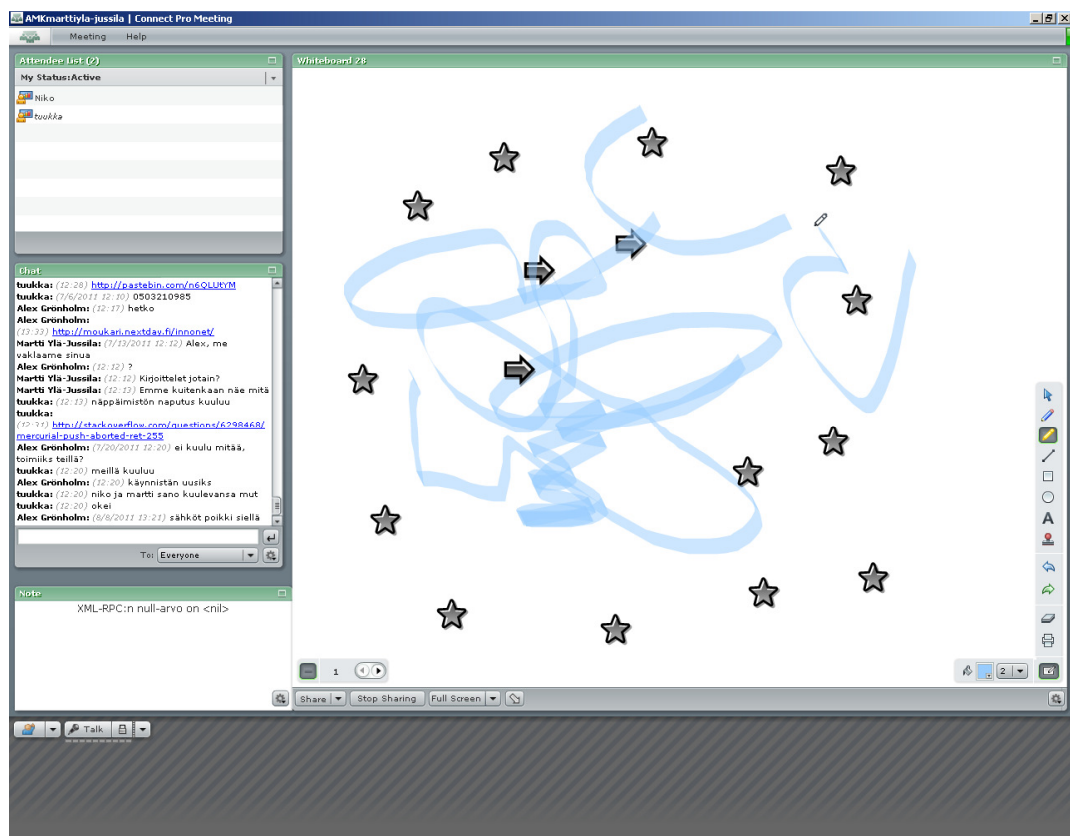 AMKmarttiyla-jussila | Connect Pro Meeting
Meeting Help
Attendee List (2)
My Status:Active
Niko
tuukka
Chat
tuukka: (12:28) http://pastebin.com/n6QLUtYM
tuukka: (7/6/2011 12:10) 0503210985
Alex Grönholm: (12:17) hetko
Alex Grönholm:
(13:33) http://moukari.nextday.fi/innonet/
Martti Ylä-Jussila: (7/13/2011 12:12) Alex, me
vaklaame sinua
Alex Grönholm: (12:12) ?
Martti Ylä-Jussila: (12:12) Kirjoittelet jotain?
Martti Ylä-Jussila: (12:13) Emme kuitenkaan näe mitä
tuukka: (12:13) näppäimistön naputus kuuluu
tuukka:
(12:31) http://stackoverflow.com/questions/6298468/
mercurial-push-aborted-ret-255
Alex Grönholm: (7/20/2011 12:20) ei kuulu mitää,
toimiiks teillä?
tuukka: (12:20) meillä kuuluu
Alex Grönholm: (12:20) käynnistän uusiks
tuukka: (12:20) niko ja martti sano kuulevansa mut
tuukka: (12:20) okei
Alex Grönholm: (8/8/2011 13:21) sähköt poikki siellä
To: Everyone
Note
XML-RPC:n null-arvo on <nil>
Whiteboard 28
A
1
2
Share
Stop Sharing
Full Screen
Talk